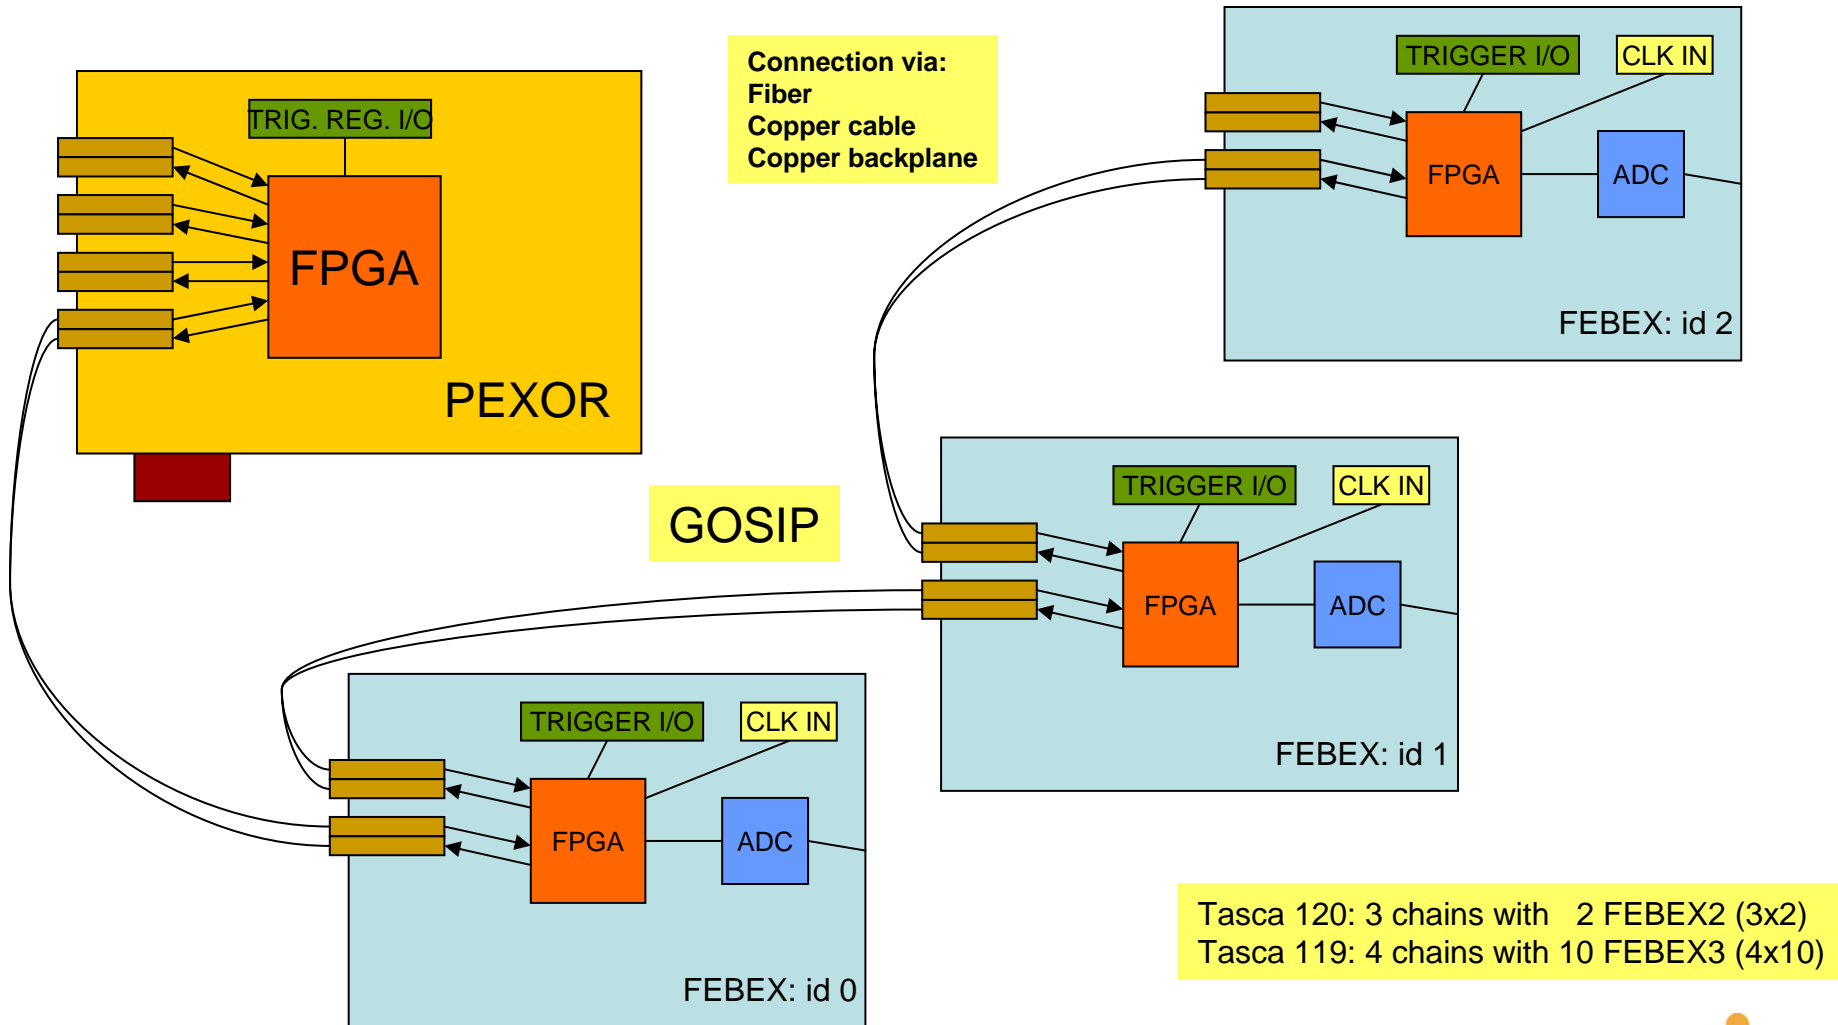 TRIG. REG. I/O
FPGA
PEXOR
Connection via:
Fiber
Copper cable
Copper backplane
TRIGGER I/O
CLK IN
FPGA
ADC
FEBEX: id 2
GOSIP
TRIGGER I/O
CLK IN
FPGA
ADC
FEBEX: id 1
TRIGGER I/O
CLK IN
FPGA
ADC
FEBEX: id 0
Tasca 120: 3 chains with 2 FEBEX2 (3x2)
Tasca 119: 4 chains with 10 FEBEX3 (4x10)